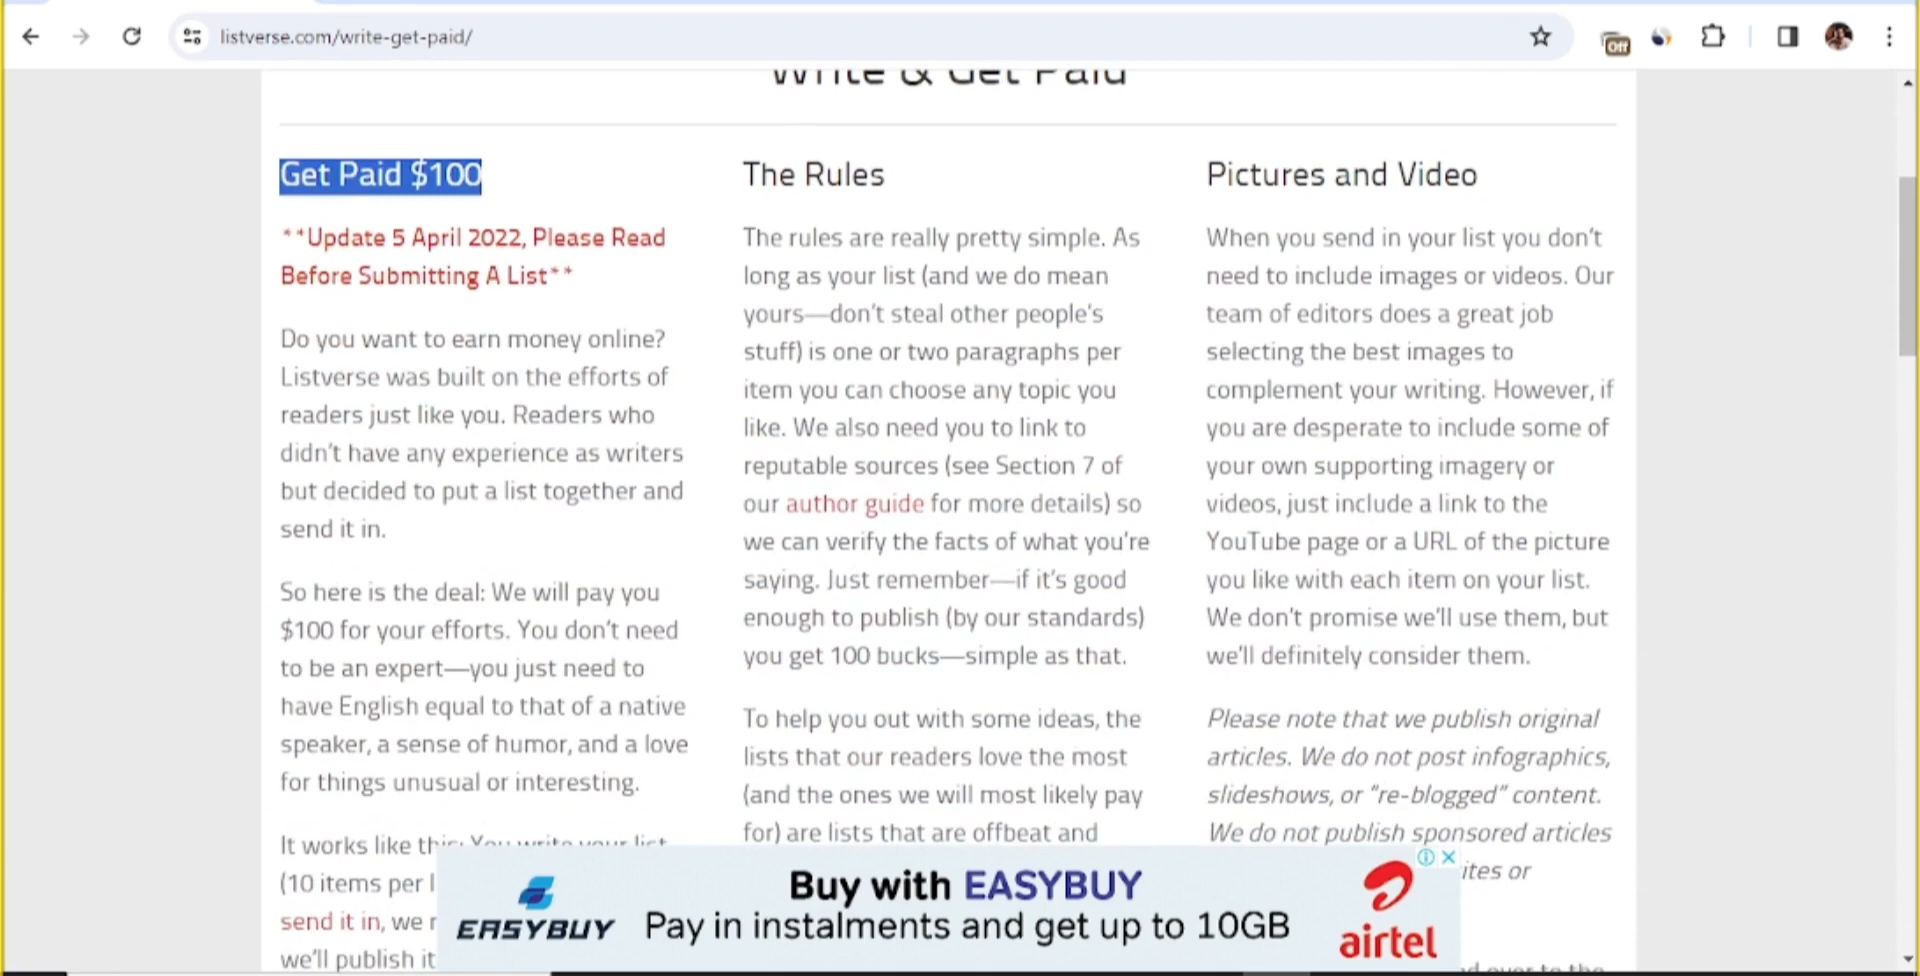 listverse.com/write-get-paid/
Off
Write & Get Paid
Get Paid $100
**Update 5 April 2022, Please Read
Before Submitting A List**
Do you want to earn money online?
Listverse was built on the efforts of
readers just like you. Readers who
didn't have any experience as writers
but decided to put a list together and
send it in.
So here is the deal: We will pay you
$100 for your efforts. You don't need
to be an expert—you just need to
have English equal to that of a native
speaker, a sense of humor, and a love
for things unusual or interesting.
It works like this: You write your list
(10 items per l
send it in, we r
we'll publish it
The Rules
The rules are really pretty simple. As
long as your list (and we do mean
yours—don't steal other people's
stuff) is one or two paragraphs per
item you can choose any topic you
like. We also need you to link to
reputable sources (see Section 7 of
our author guide for more details) so
we can verify the facts of what you're
saying. Just remember—if it's good
enough to publish (by our standards)
you get 100 bucks—simple as that.
To help you out with some ideas, the
lists that our readers love the most
(and the ones we will most likely pay
for) are lists that are offbeat and
Pictures and Video
When you send in your list you don't
need to include images or videos. Our
team of editors does a great job
selecting the best images to
complement your writing. However, if
you are desperate to include some of
your own supporting imagery or
videos, just include a link to the
YouTube page or a URL of the picture
you like with each item on your list.
We don't promise we'll use them, but
we'll definitely consider them.
Please note that we publish original
articles. We do not post infographics,
slideshows, or "re-blogged" content.
We do not publish sponsored articles
ites or
d over to the
EASYBUY
Buy with EASYBUY
Pay in instalments and get up to 10GB
airtel